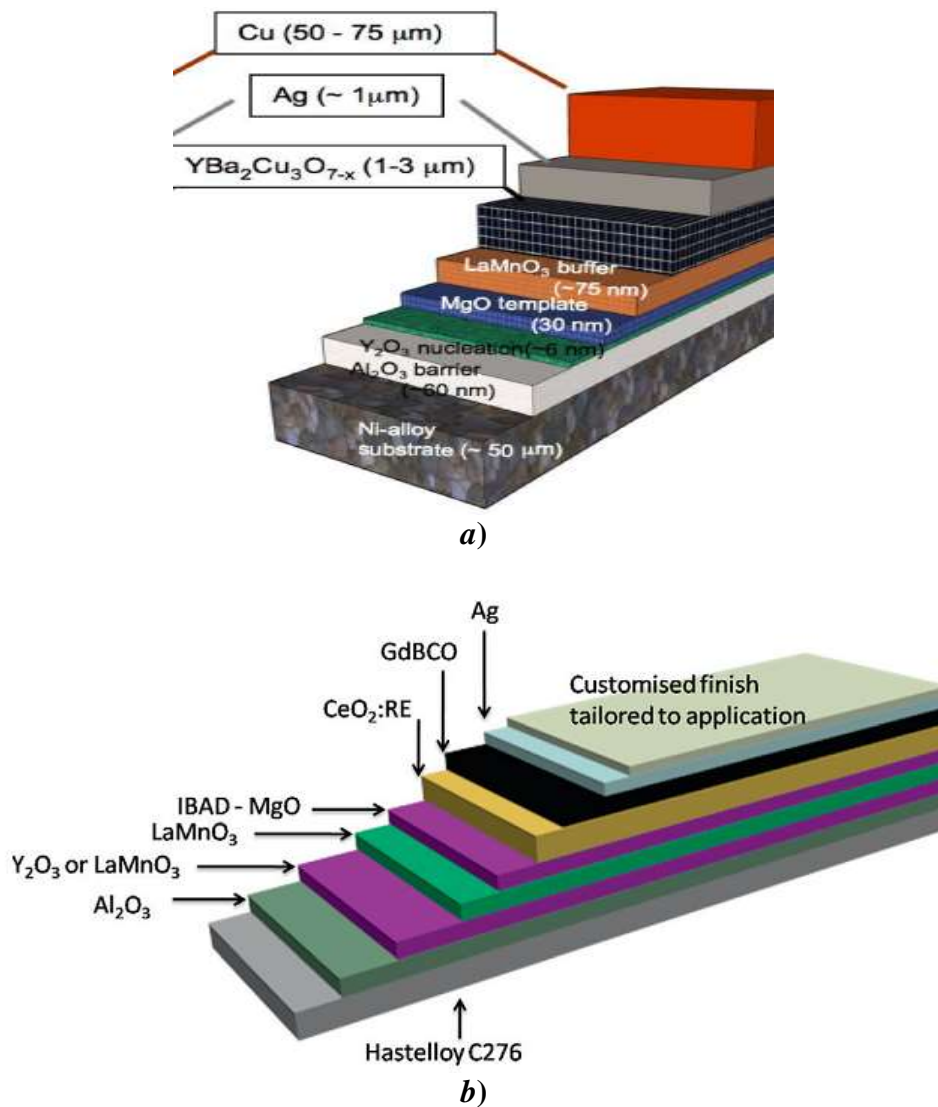 Cu (50 - 75 μm)
Ag (~ 1μm)
YBa₂Cu₃O₇₋ₓ (1-3 μm)
LaMnO₃ buffer
(~75 nm)
MgO template
(30 nm)
Y₂O₃ nucleation(~6 nm)
Al₂O₃ barrier
(~60 nm)
Ni-alloy
substrate (~ 50 μm)
a)
Ag
GdBCO
CeO₂:RE
Customised finish
tailored to application
IBAD - MgO
LaMnO₃
Y₂O₃ or LaMnO₃
Al₂O₃
Hastelloy C276
b)